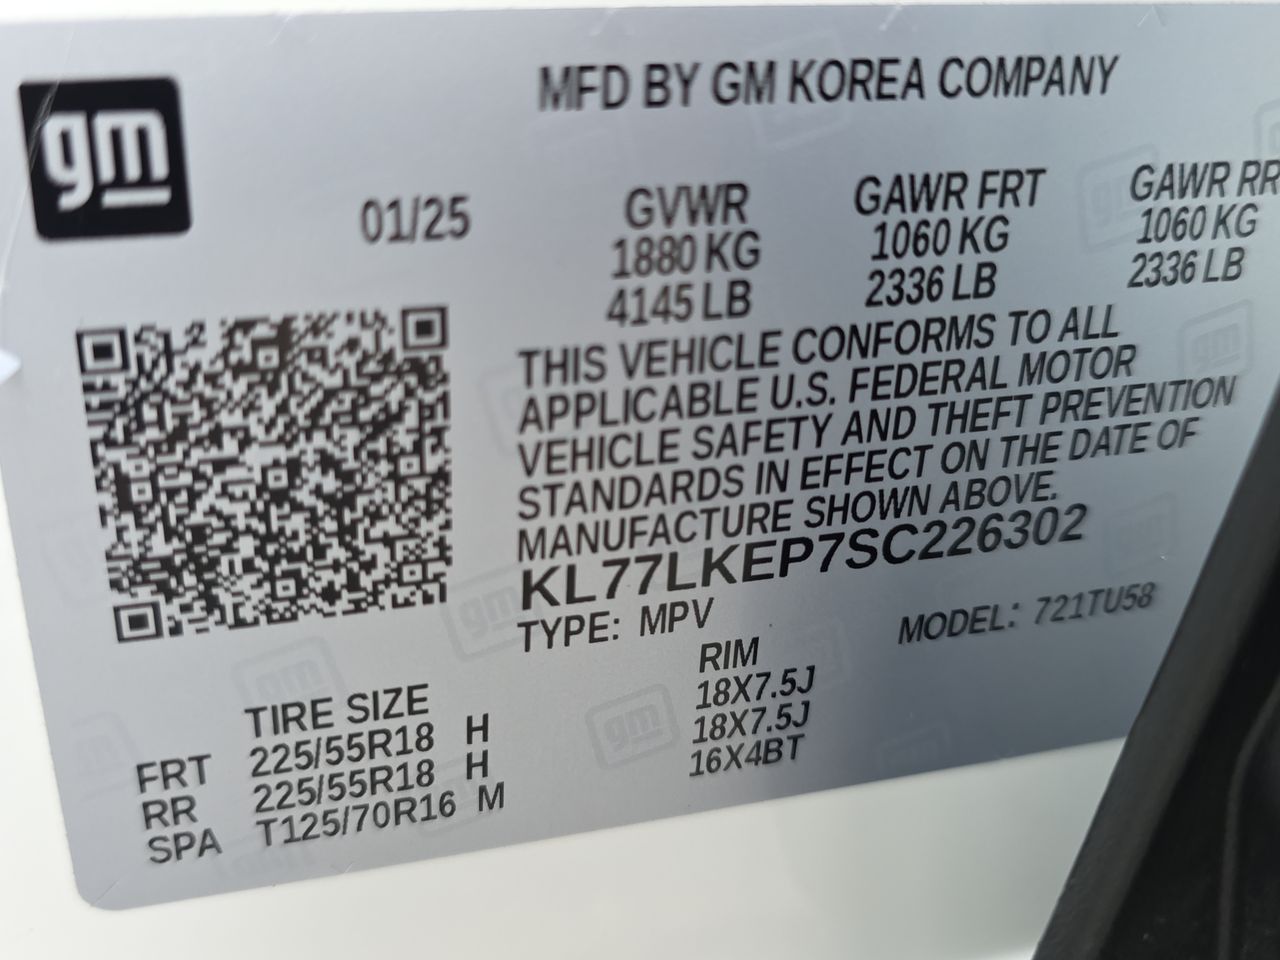 gm
MFD BY GM KOREA COMPANY
01/25
GVWR GAWR FRT GAWR RR
1880 KG 1060 KG 1060 KG
4145 LB 2336 LB 2336 LB
THIS VEHICLE CONFORMS TO ALL
APPLICABLE U.S. FEDERAL MOTOR
VEHICLE SAFETY AND THEFT PREVENTION
STANDARDS IN EFFECT ON THE DATE OF
MANUFACTURE SHOWN ABOVE.
KL77LKEP7SC226302
TYPE: MPV MODEL: 721TU58
TIRE SIZE RIM
FRT 225/55R18 H 18X7.5J
RR 225/55R18 H 18X7.5J
SPA T125/70R16 M 16X4BT